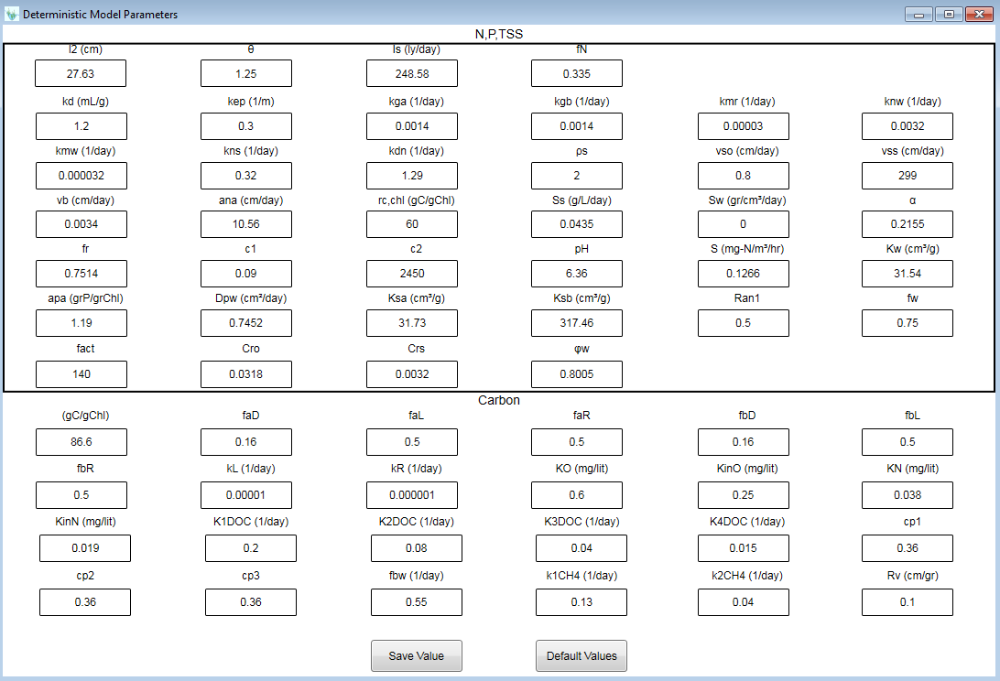 Deterministic Model Parameters
N,P,TSS
l2 (cm) θ Is (ly/day) fN
27.63 1.25 248.58 0.335
kd (mL/g) kep (1/m) kga (1/day) kgb (1/day) kmr (1/day) knw (1/day)
1.2 0.3 0.0014 0.0014 0.00003 0.0032
kmw (1/day) kns (1/day) kdn (1/day) ρs vso (cm/day) vss (cm/day)
0.000032 0.32 1.29 2 0.8 299
vb (cm/day) ana (cm/day) rc,chl (gC/gChl) Ss (g/L/day) Sw (gr/cm³/day) α
0.0034 10.56 60 0.0435 0 0.2155
fr c1 c2 pH S (mg-N/m³/hr) Kw (cm³/g)
0.7514 0.09 2450 6.36 0.1266 31.54
apa (grP/grChl) Dpw (cm²/day) Ksa (cm³/g) Ksb (cm³/g) Ran1 fw
1.19 0.7452 31.73 317.46 0.5 0.75
fact Cro Crs φw
140 0.0318 0.0032 0.8005
Carbon
(gC/gChl) faD faL faR fbD fbL
86.6 0.16 0.5 0.5 0.16 0.5
fbR kL (1/day) kR (1/day) KO (mg/lit) KinO (mg/lit) KN (mg/lit)
0.5 0.00001 0.000001 0.6 0.25 0.038
KinN (mg/lit) K1DOC (1/day) K2DOC (1/day) K3DOC (1/day) K4DOC (1/day) cp1
0.019 0.2 0.08 0.04 0.015 0.36
cp2 cp3 fbw (1/day) k1CH4 (1/day) k2CH4 (1/day) Rv (cm/gr)
0.36 0.36 0.55 0.13 0.04 0.1
Save Value Default Values